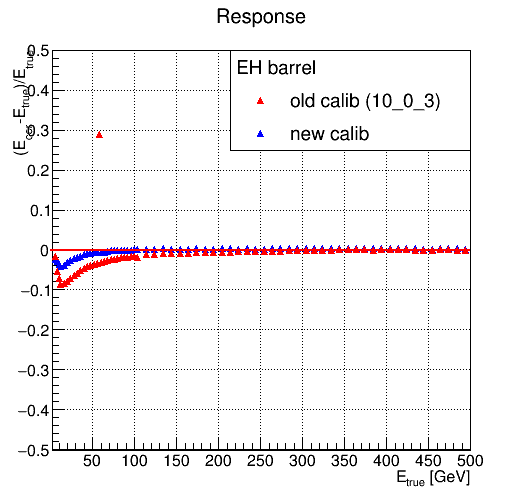 Response
(E_cor-E_true)/E_true
EH barrel
old calib (10_0_3)
new calib
0.5
0.4
0.3
0.2
0.1
0
−0.1
−0.2
−0.3
−0.4
−0.5
50 100 150 200 250 300 350 400 450 500
E_true [GeV]